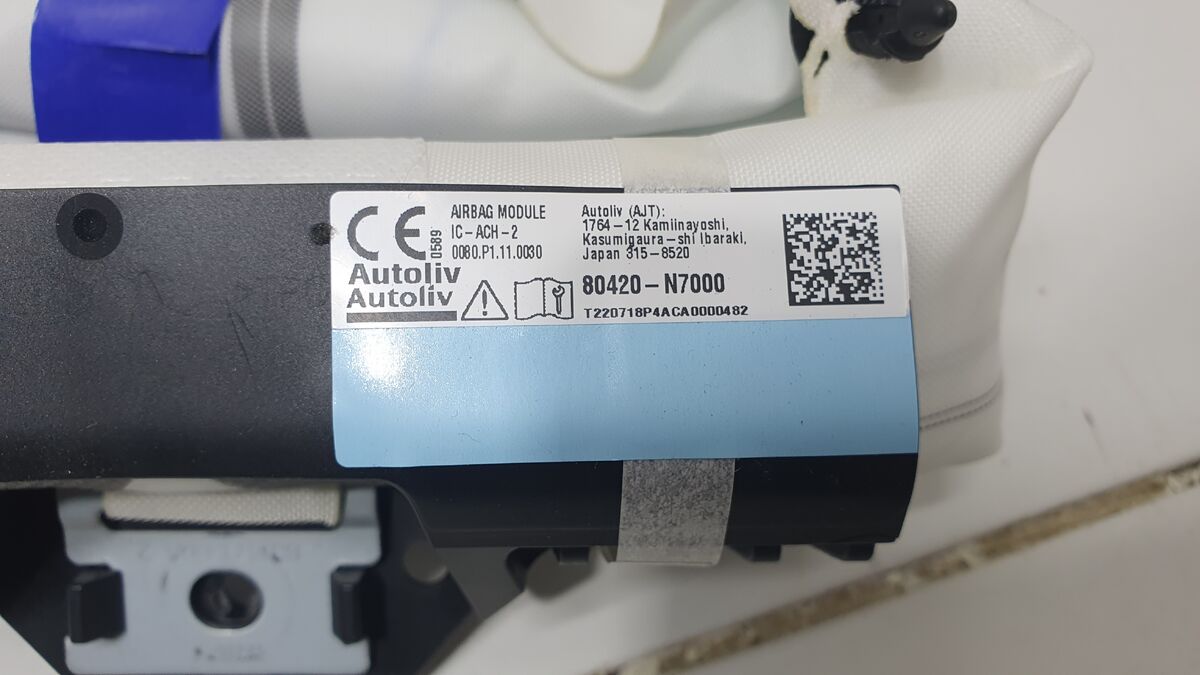 CE
0589
AIRBAG MODULE
IC-ACH-2
0080.P1.11.0030
Autoliv
Autoliv
Autoliv (AJT):
1764-12 Kamiinayoshi,
Kasumigaura-shi Ibaraki,
Japan 315-8520
80420-N7000
T220718P4ACA0000482